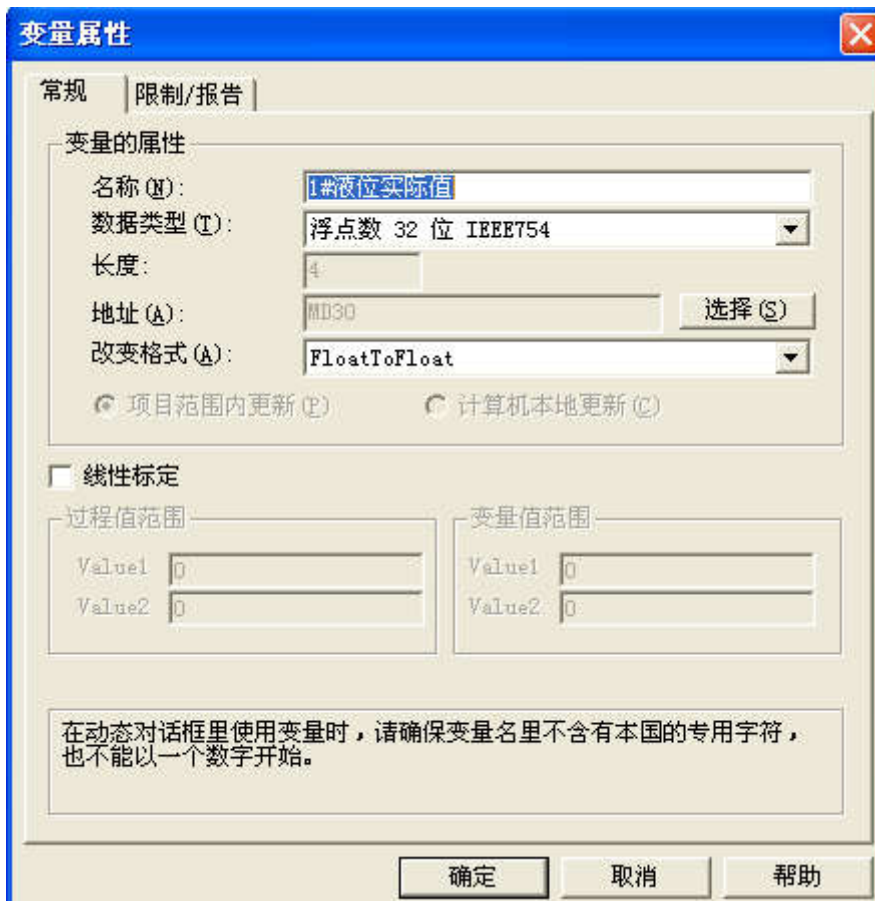 变量属性
常规 限制/报告
变量的属性
名称(N): 1#液位实际值
数据类型(T): 浮点数 32 位 IEEE754
长度: 4
地址(A): MD30 选择(S)
改变格式(A): FloatToFloat
项目范围内更新(P) 计算机本地更新(C)
线性标定
过程值范围 变量值范围
Value1 0 Value1 0
Value2 0 Value2 0
在动态对话框里使用变量时，请确保变量名里不含有本国的专用字符，
也不能以一个数字开始。
确定 取消 帮助